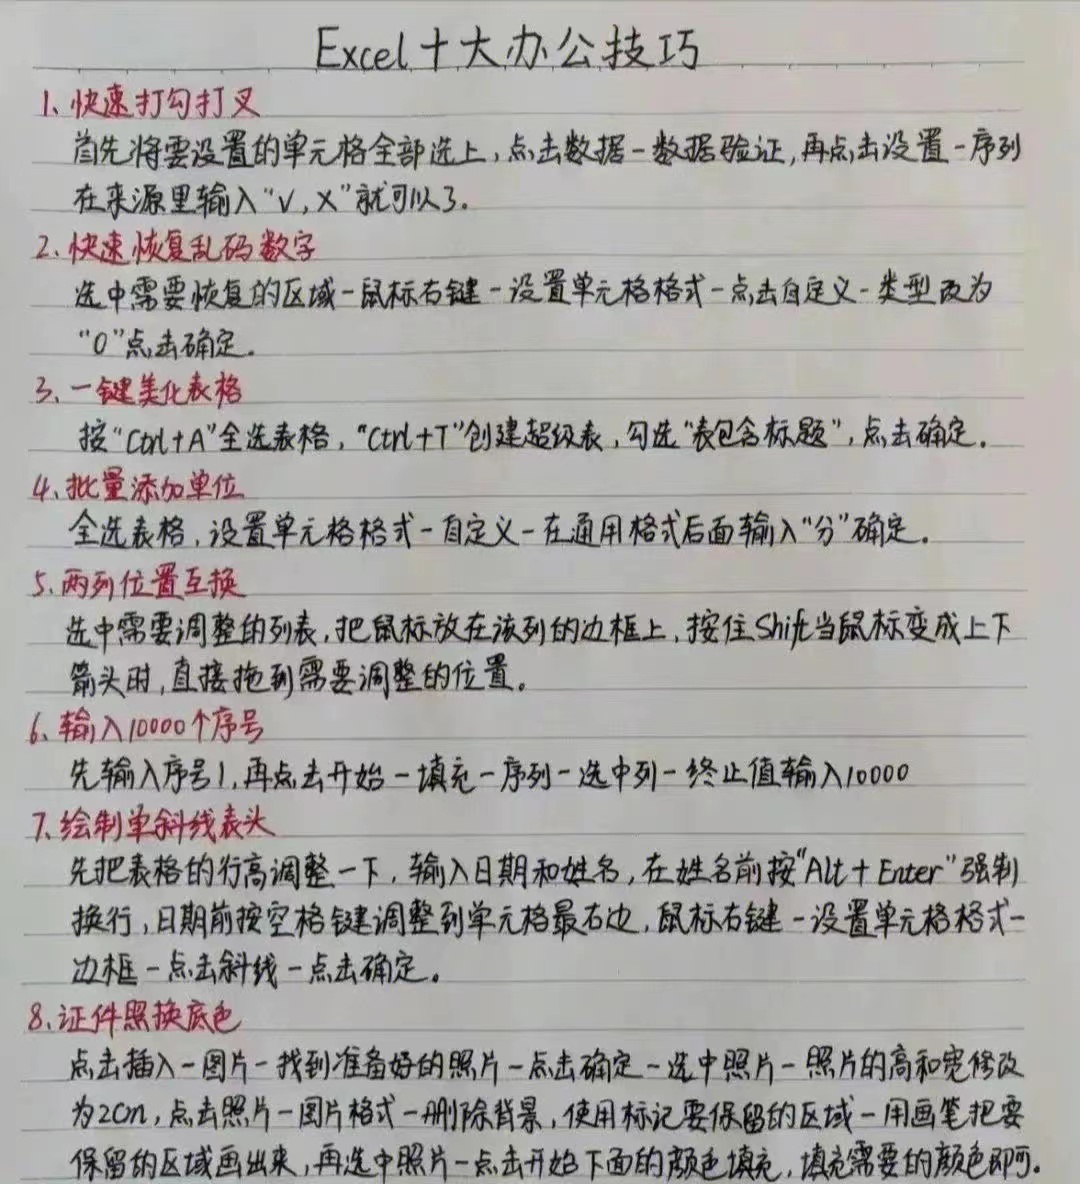 Excel十大办公技巧
1、快速打勾打叉
首先将要设置的单元格全部选上，点击数据-数据验证，再点击设置-序列
在来源里输入“√，X”就可以了。
2、快速恢复乱码数字
选中需要恢复的区域-鼠标右键-设置单元格格式-点击自定义-类型改为
“0”点击确定。
3、一键美化表格
按“Ctrl+A”全选表格，“Ctrl+T”创建超级表，勾选“表包含标题”，点击确定。
4、批量添加单位
全选表格，设置单元格格式-自定义-在通用格式后面输入“分”确定。
5、两列位置互换
选中需要调整的列表，把鼠标放在该列的边框上，按住Shift当鼠标变成上下
箭头时，直接拖到需要调整的位置。
6、输入10000个序号
先输入序号1，再点击开始-填充-序列-选中列-终止值输入10000
7、绘制单斜线表头
先把表格的行高调整一下，输入日期和姓名，在姓名前按“Alt+Enter”强制
换行，日期前按空格键调整到单元格最右边，鼠标右键-设置单元格格式-
边框-点击斜线-点击确定。
8、证件照换底色
点击插入-图片-找到准备好的照片-点击确定-选中照片-照片的高和宽修改
为2cm，点击照片-图片格式-删除背景，使用标记要保留的区域-用画笔把要
保留的区域画出来，再选中照片-点击开始下面的颜色填充，填充需要的颜色即可。